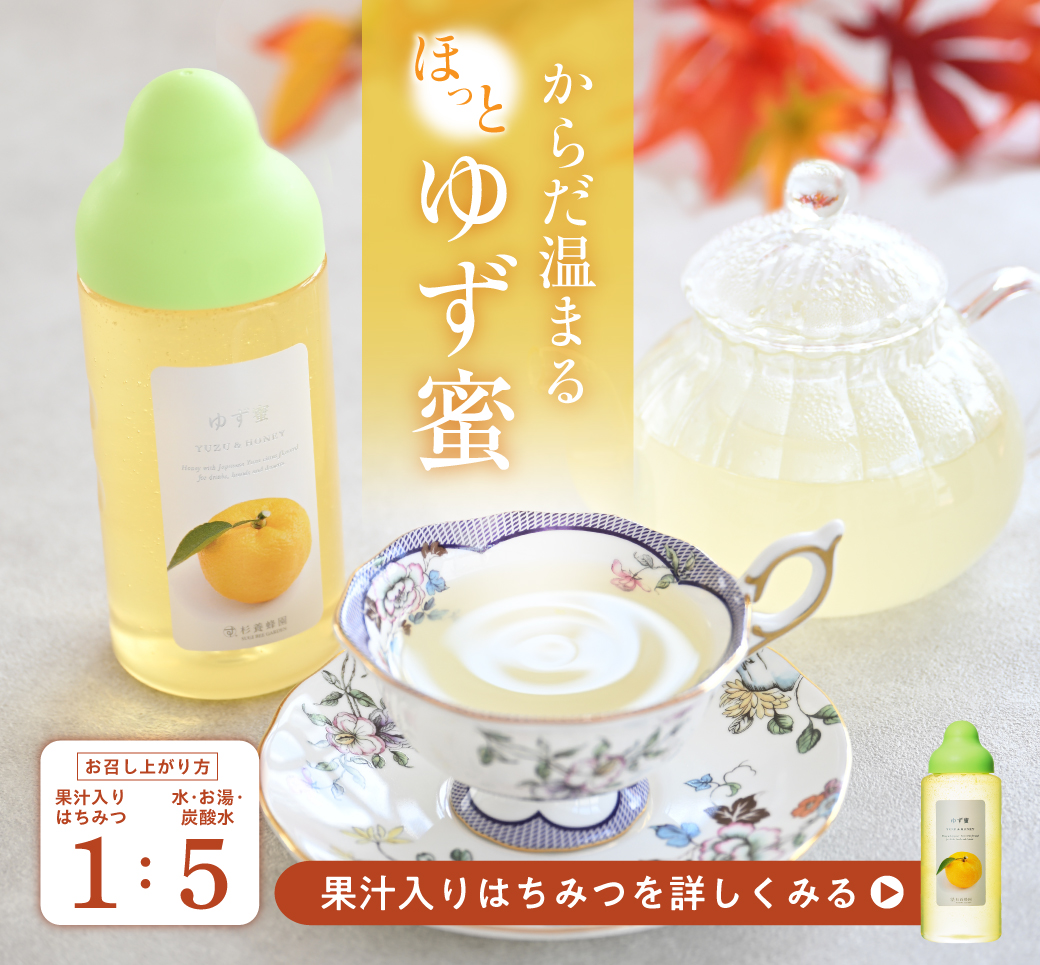 からだ温まる
ほっと
ゆず蜜
ゆず蜜
YUZU & HONEY
杉養蜂園
お召し上がり方
果汁入り
はちみつ
水・お湯・
炭酸水
1:5
果汁入りはちみつを詳しくみる
ゆず蜜
YUZU & HONEY